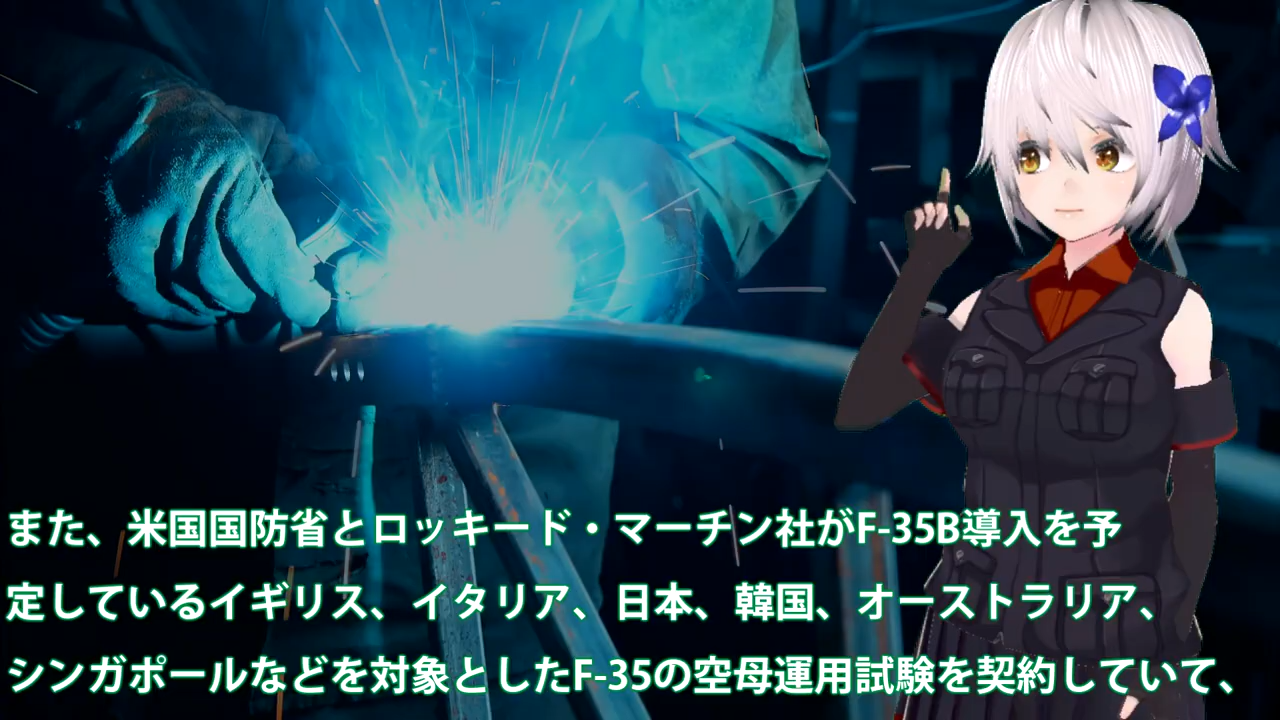 また、米国国防省とロッキード・マーチン社がF-35B導入を予
定しているイギリス、イタリア、日本、韓国、オーストラリア、
シンガポールなどを対象としたF-35の空母運用試験を契約していて、